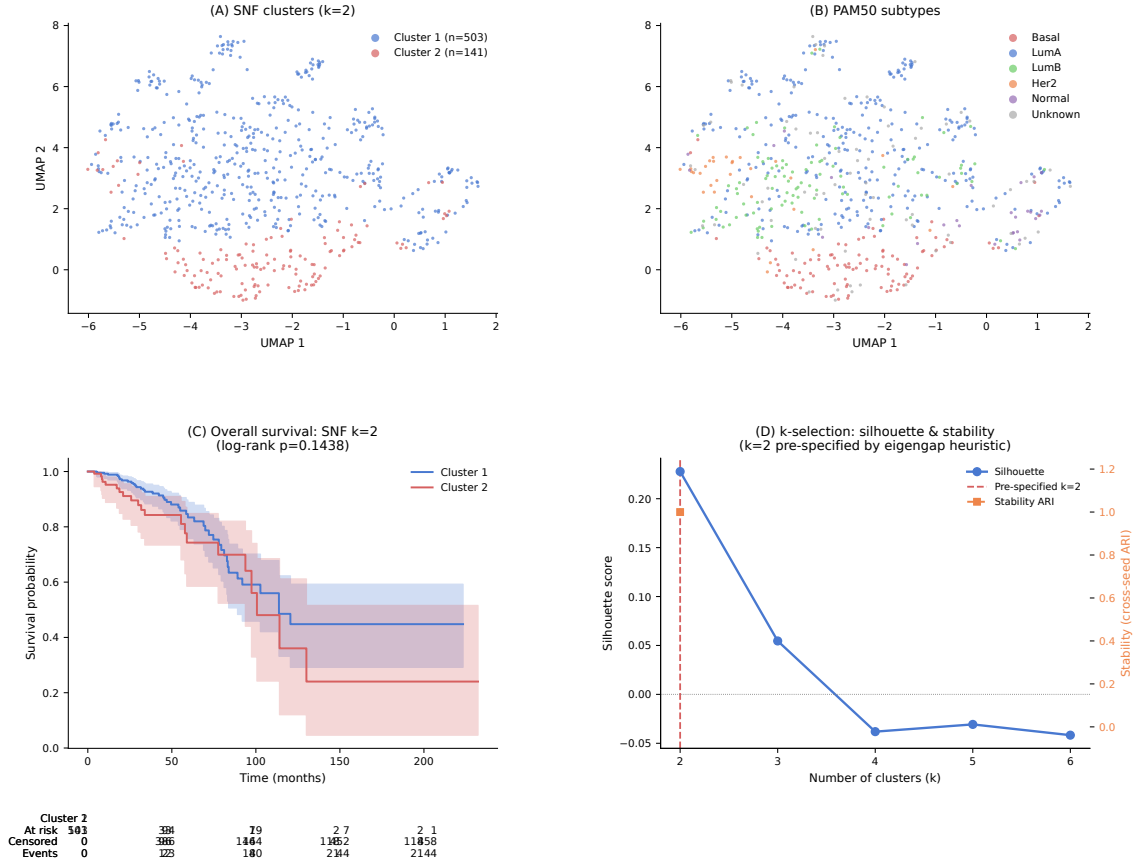 (A) SNF clusters (k=2)
Cluster 1 (n=503)
Cluster 2 (n=141)
8
6
4
2
0
UMAP 2
−6 −5 −4 −3 −2 −1 0 1 2
UMAP 1
(B) PAM50 subtypes
Basal
LumA
LumB
Her2
Normal
Unknown
8
6
4
2
0
−6 −5 −4 −3 −2 −1 0 1 2
UMAP 1
(C) Overall survival: SNF k=2
(log-rank p=0.1438)
Cluster 1
Cluster 2
1.0
0.8
0.6
0.4
0.2
0.0
Survival probability
0 50 100 150 200
Time (months)
(D) k-selection: silhouette & stability
(k=2 pre-specified by eigengap heuristic)
Silhouette
Pre-specified k=2
Stability ARI
0.20
0.15
0.10
0.05
0.00
−0.05
Silhouette score
1.2
1.0
0.8
0.6
0.4
0.2
0.0
Stability (cross-seed ARI)
2 3 4 5 6
Number of clusters (k)
Cluster
At risk 2 7 2 1
Censored 0
Events 0